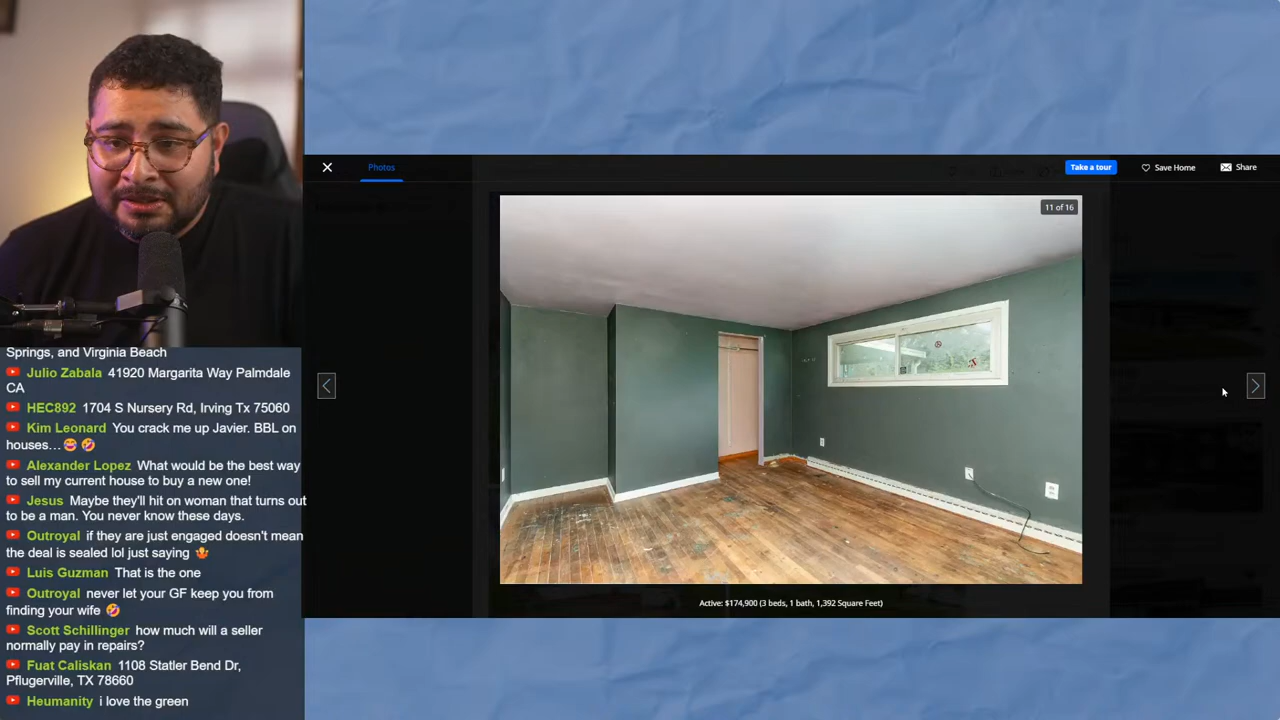 Photos
Take a tour
Save Home
Share
11 of 16
Active: $174,900 (3 beds, 1 bath, 1,392 Square Feet)
Springs, and Virginia Beach
Julio Zabala 41920 Margarita Way Palmdale
CA
HEC892 1704 S Nursery Rd, Irving Tx 75060
Kim Leonard You crack me up Javier. BBL on
houses…😂🤣
Alexander Lopez What would be the best way
to sell my current house to buy a new one!
Jesus Maybe they'll hit on woman that turns out
to be a man. You never know these days.
Outroyal if they are just engaged doesn't mean
the deal is sealed lol just saying 🤷
Luis Guzman That is the one
Outroyal never let your GF keep you from
finding your wife 🤣
Scott Schillinger how much will a seller
normally pay in repairs?
Fuat Caliskan 1108 Statler Bend Dr,
Pflugerville, TX 78660
Heumanity i love the green